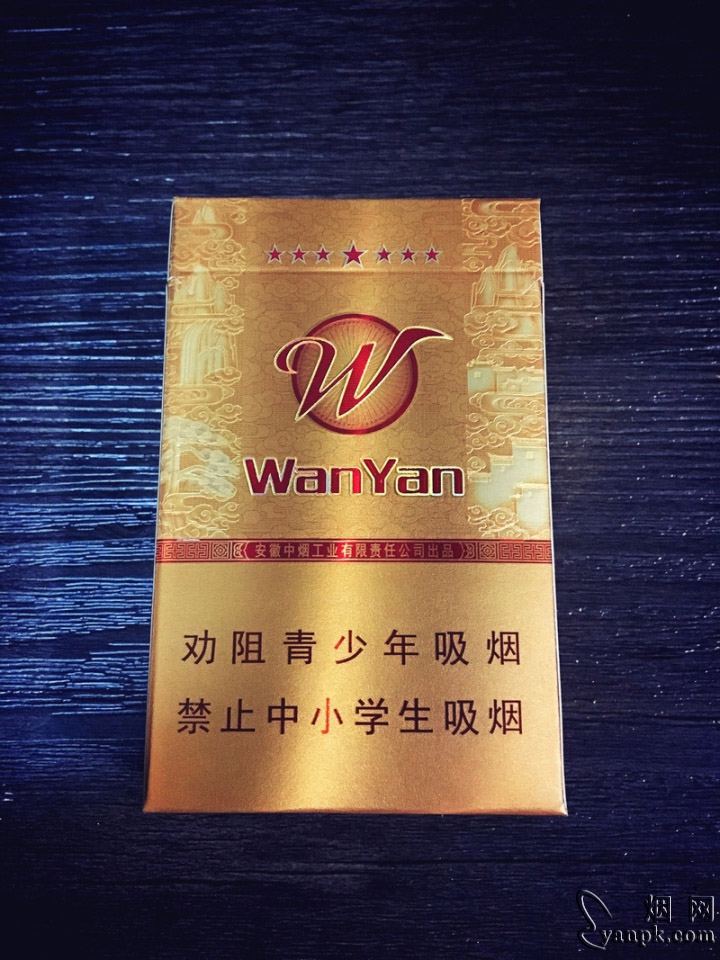 W
WanYan
安徽中烟工业有限责任公司出品
劝阻青少年吸烟
禁止中小学生吸烟
烟网
yanpk.com